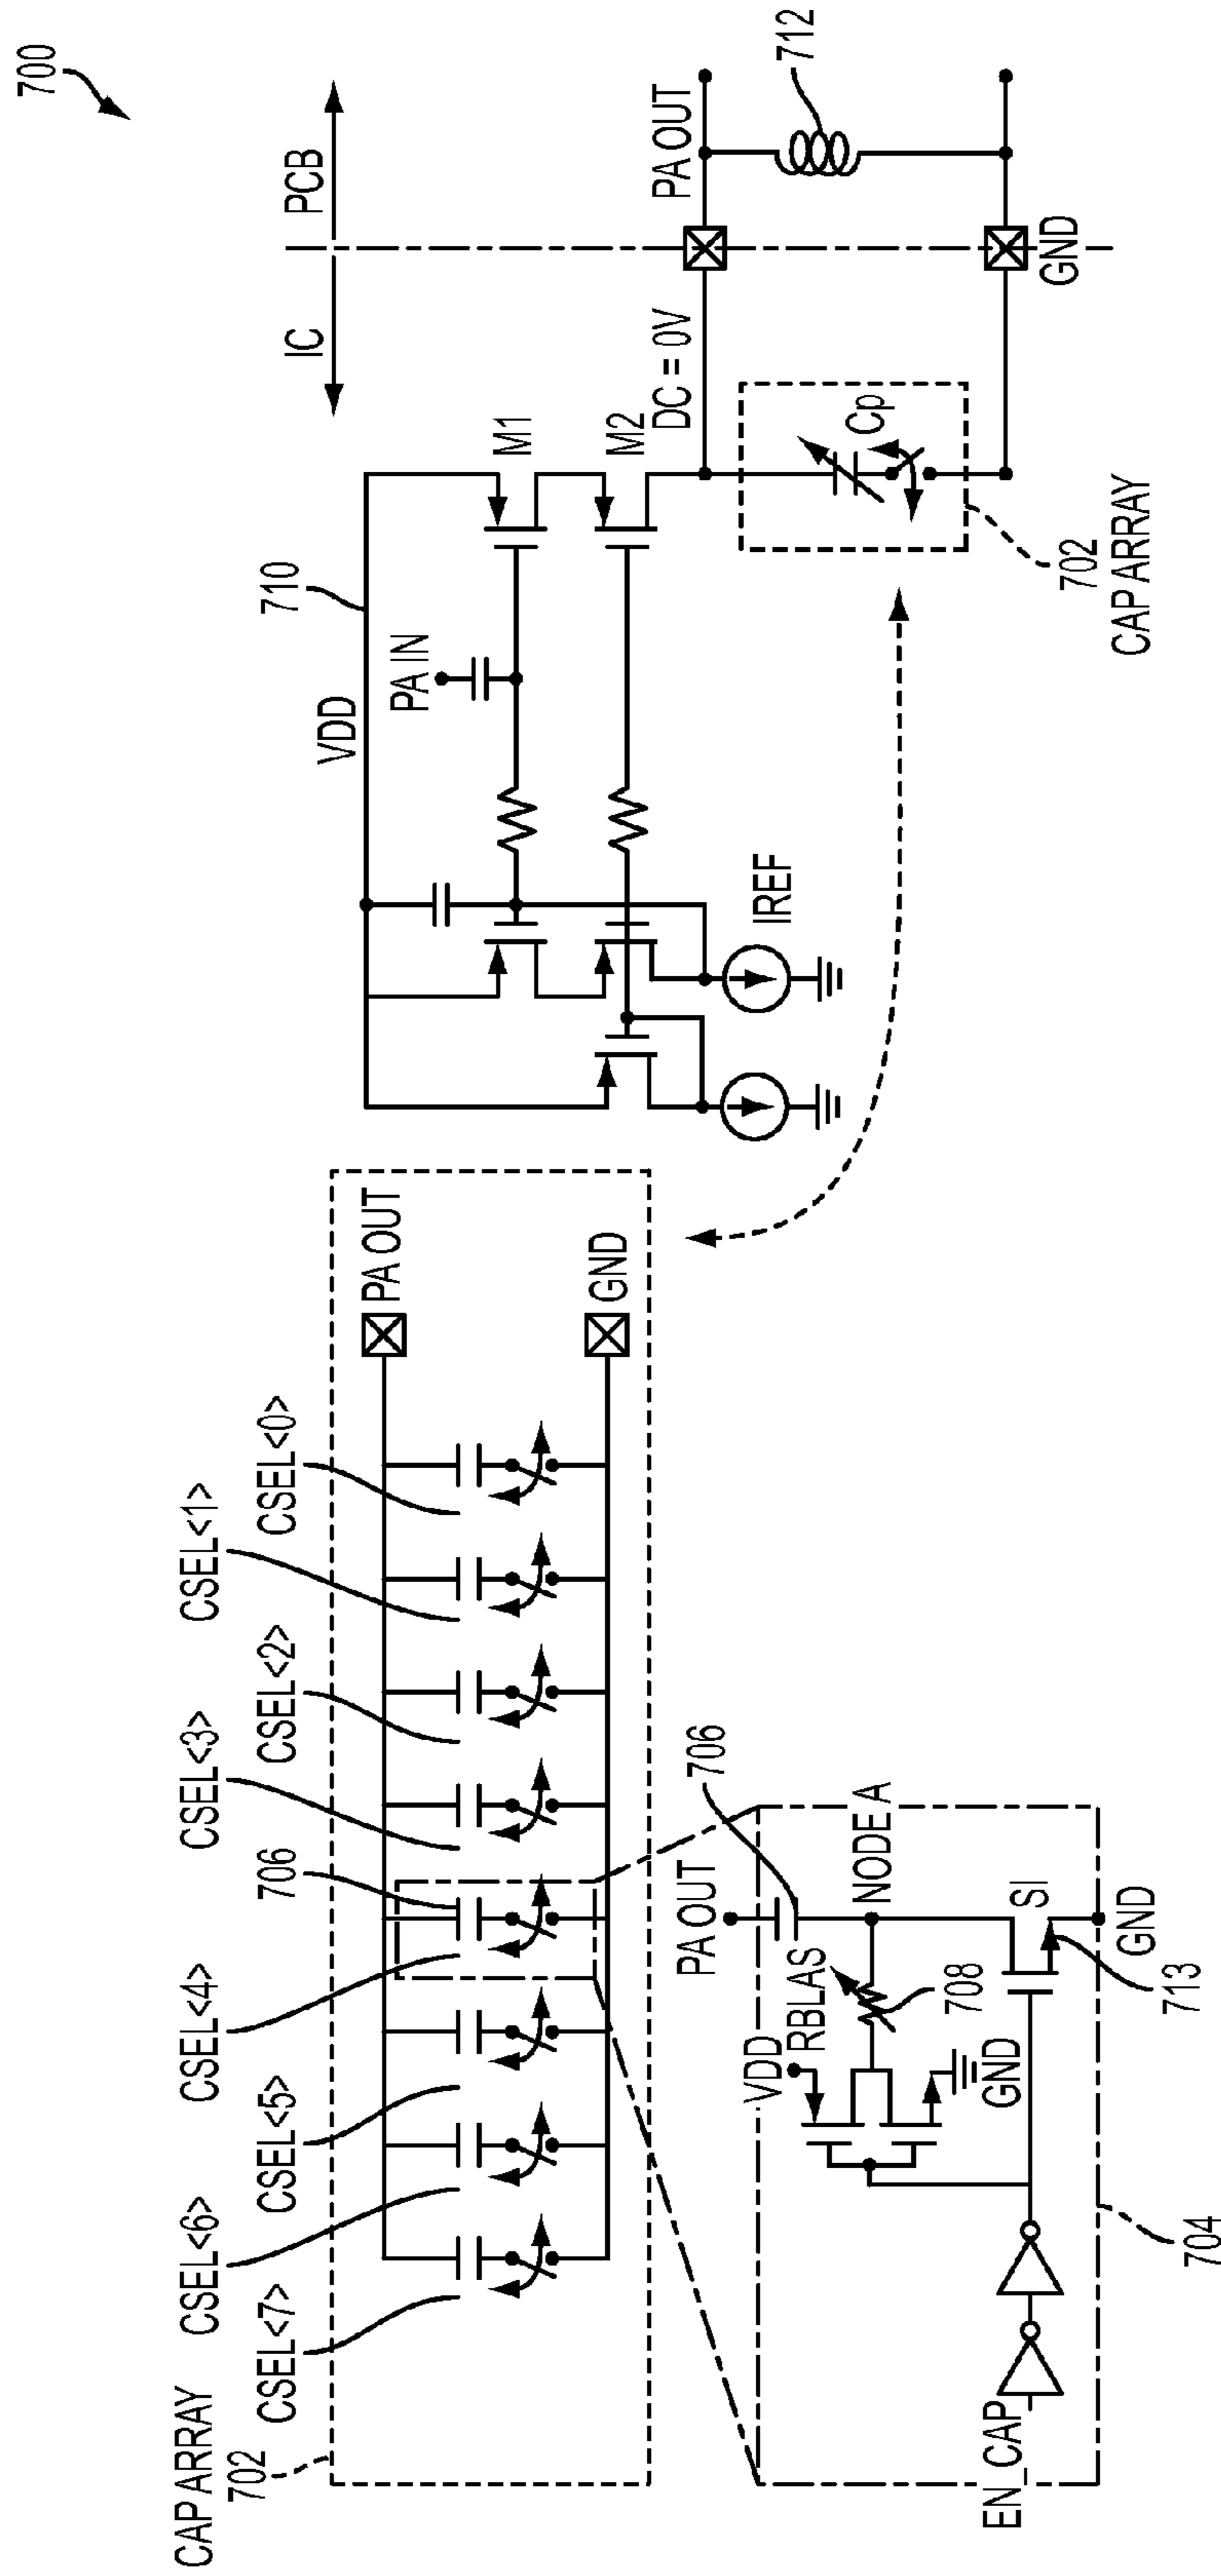 700
IC
PCB
710
VDD
PA IN
M1
M2
DC = 0V
PA OUT
712
GND
Cp
702
CAP ARRAY
IREF
CAP ARRAY
702
CSEL<7>
CSEL<6>
CSEL<5>
CSEL<4>
706
CSEL<3>
CSEL<2>
CSEL<1>
CSEL<0>
PA OUT
GND
PA OUT
706
VDD
RBLAS
NODE A
708
GND
SI
713
GND
EN_CAP
704